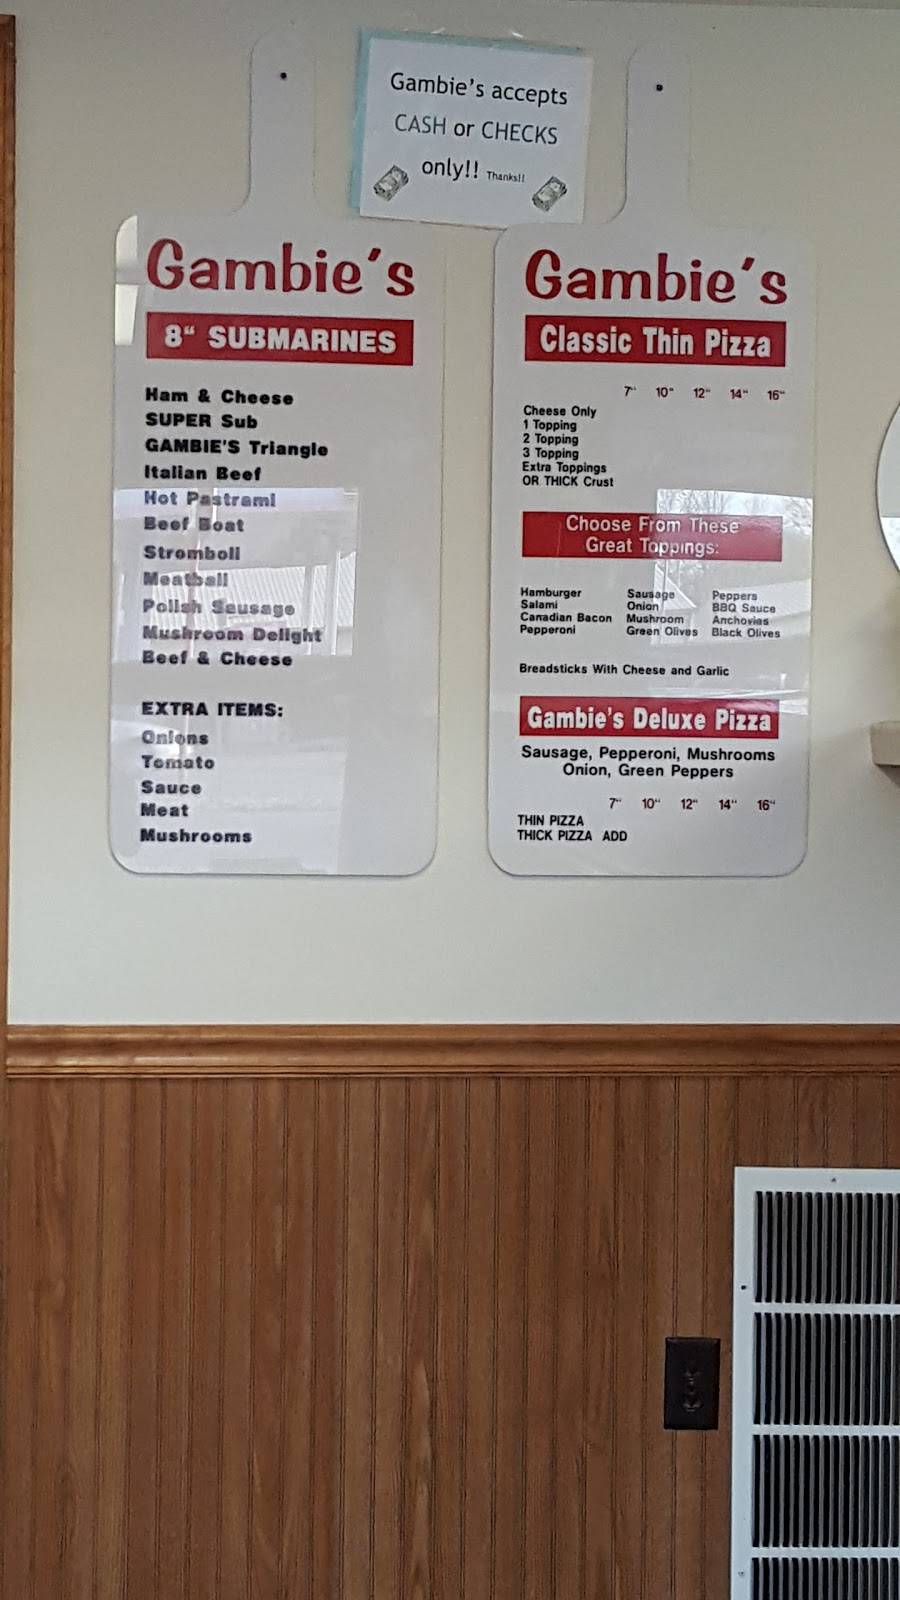 Gambie's accepts
CASH or CHECKS
only!! Thanks!!
Gambie's
8" SUBMARINES
Ham & Cheese
SUPER Sub
GAMBIE'S Triangle
Italian Beef
Hot Pastrami
Beef Boat
Stromboli
Meatball
Polish Sausage
Mushroom Delight
Beef & Cheese
EXTRA ITEMS:
Onions
Tomato
Sauce
Meat
Mushrooms
Gambie's
Classic Thin Pizza
7" 10" 12" 14" 16"
Cheese Only
1 Topping
2 Topping
3 Topping
Extra Toppings
OR THICK Crust
Choose From These
Great Toppings:
Hamburger Sausage Peppers
Salami Onion BBQ Sauce
Canadian Bacon Mushroom Anchovies
Pepperoni Green Olives Black Olives
Breadsticks With Cheese and Garlic
Gambie's Deluxe Pizza
Sausage, Pepperoni, Mushrooms
Onion, Green Peppers
7" 10" 12" 14" 16"
THIN PIZZA
THICK PIZZA ADD